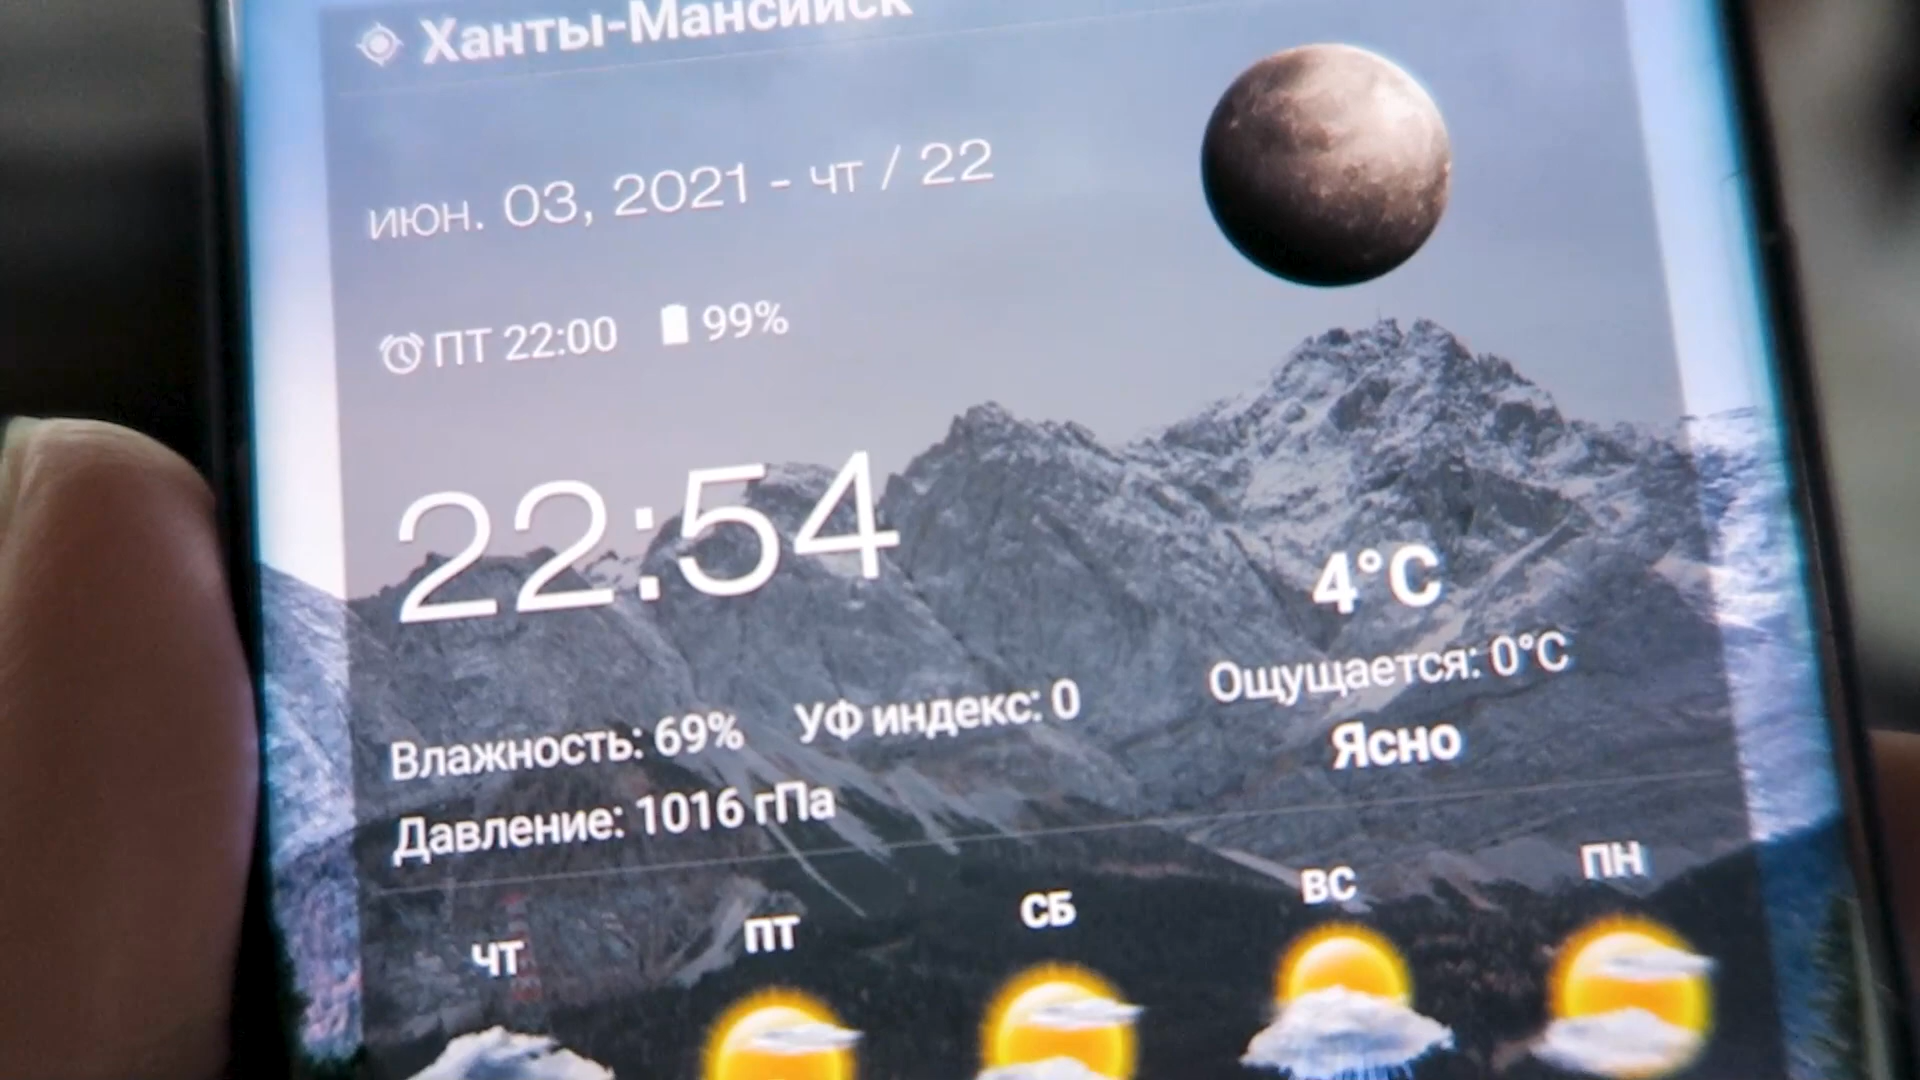 Ханты-Мансийск
июн. 03, 2021 - чт / 22
ПТ 22:00 99%
22:54
4°C
Ощущается: 0°C
Ясно
Влажность: 69% УФ индекс: 0
Давление: 1016 гПа
ЧТ ПТ СБ ВС ПН